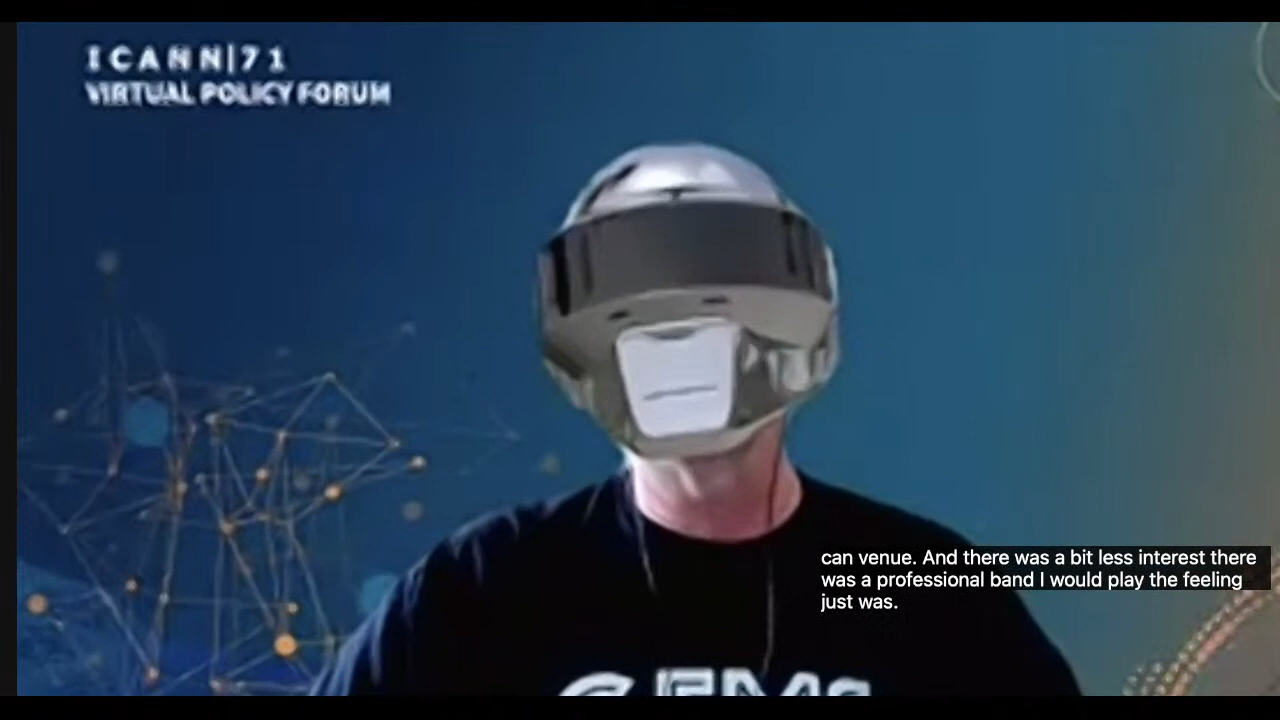 ICANN|71
VIRTUAL POLICY FORUM
can venue. And there was a bit less interest there
was a professional band I would play the feeling
just was.